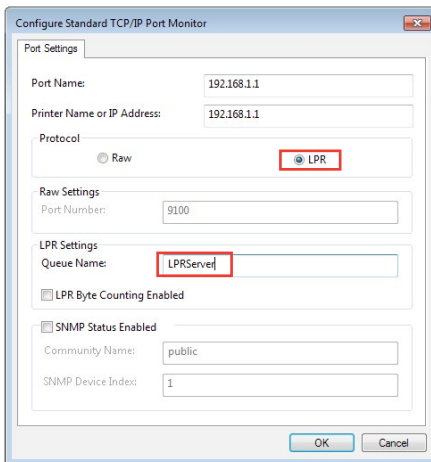 Configure Standard TCP/IP Port Monitor
Port Settings
Port Name: 192.168.1.1
Printer Name or IP Address: 192.168.1.1
Protocol
Raw LPR
Raw Settings
Port Number: 9100
LPR Settings
Queue Name: LPRServer
LPR Byte Counting Enabled
SNMP Status Enabled
Community Name: public
SNMP Device Index: 1
OK Cancel